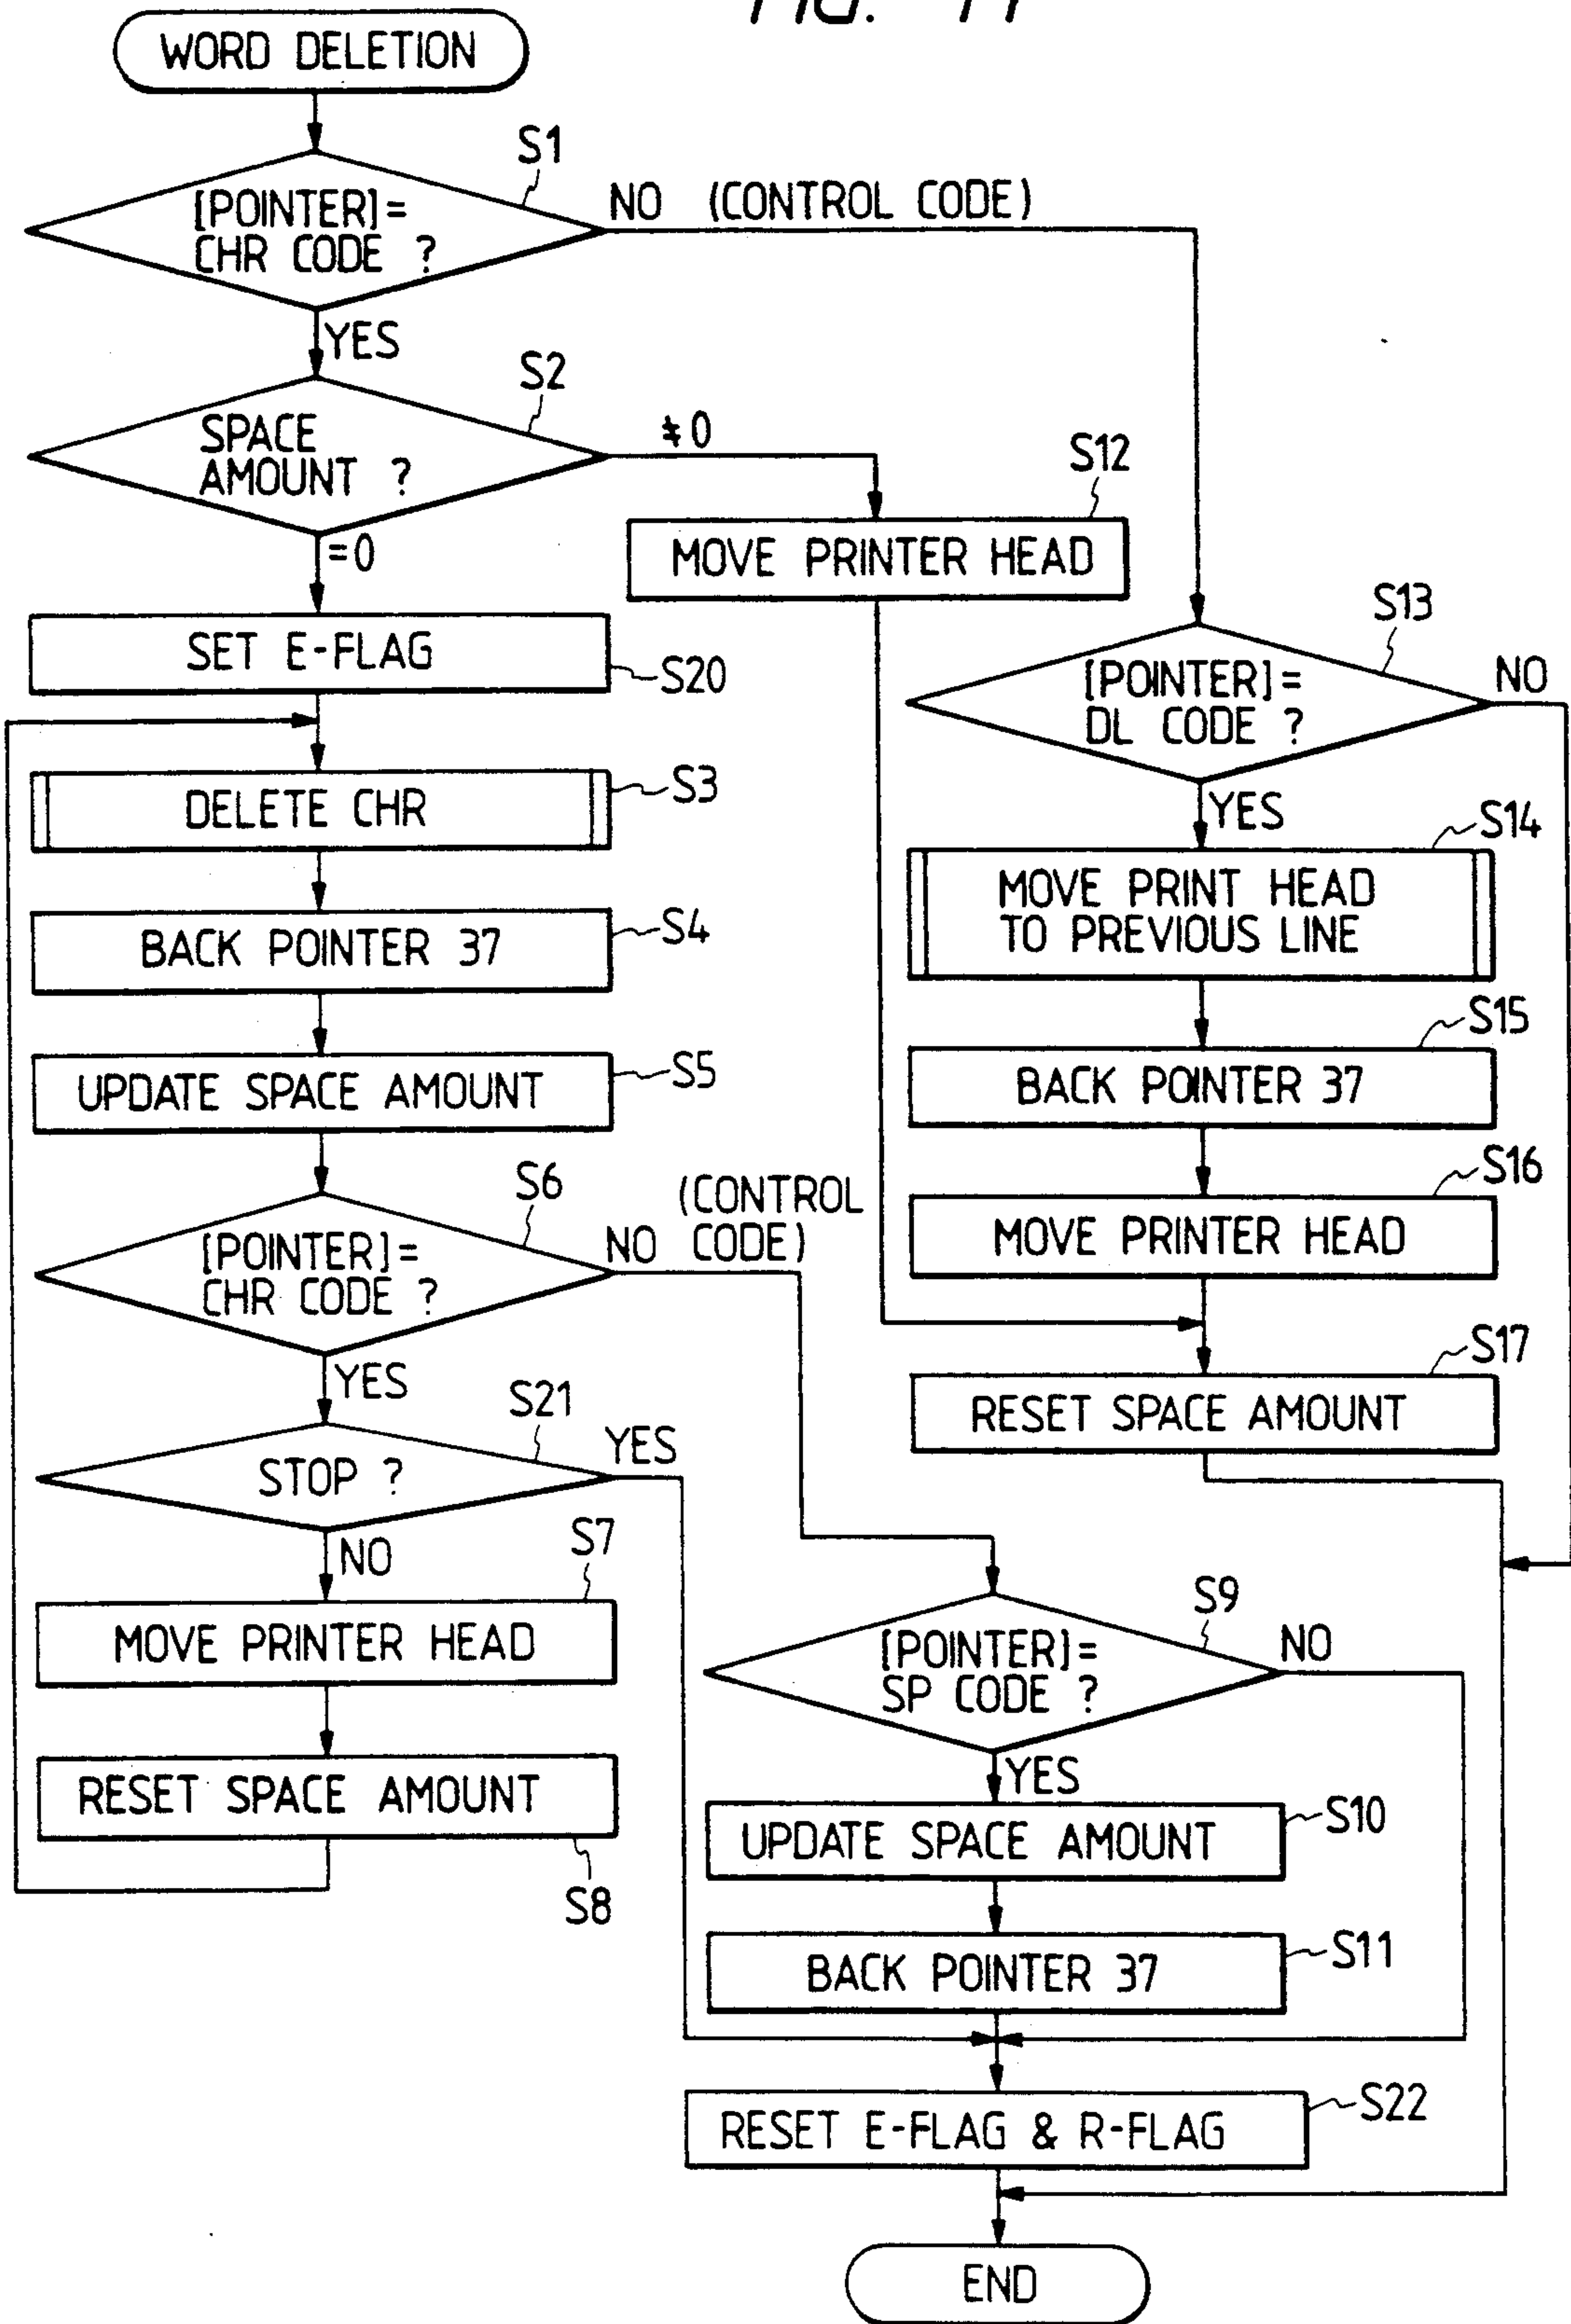 WORD DELETION
S1
[POINTER]=
CHR CODE ?
NO (CONTROL CODE)
YES
S2
SPACE
AMOUNT ?
≠0
=0
S12
MOVE PRINTER HEAD
SET E-FLAG
S20
S13
[POINTER]=
DL CODE ?
NO
YES
DELETE CHR
S3
S14
MOVE PRINT HEAD
TO PREVIOUS LINE
BACK POINTER 37
S4
S15
BACK POINTER 37
UPDATE SPACE AMOUNT
S5
S16
MOVE PRINTER HEAD
S6
[POINTER]=
CHR CODE ?
(CONTROL
NO CODE)
YES
S17
RESET SPACE AMOUNT
S21
STOP ?
YES
NO
S7
MOVE PRINTER HEAD
S9
[POINTER]=
SP CODE ?
NO
YES
RESET SPACE AMOUNT
S8
UPDATE SPACE AMOUNT
S10
BACK POINTER 37
S11
RESET E-FLAG & R-FLAG
S22
END